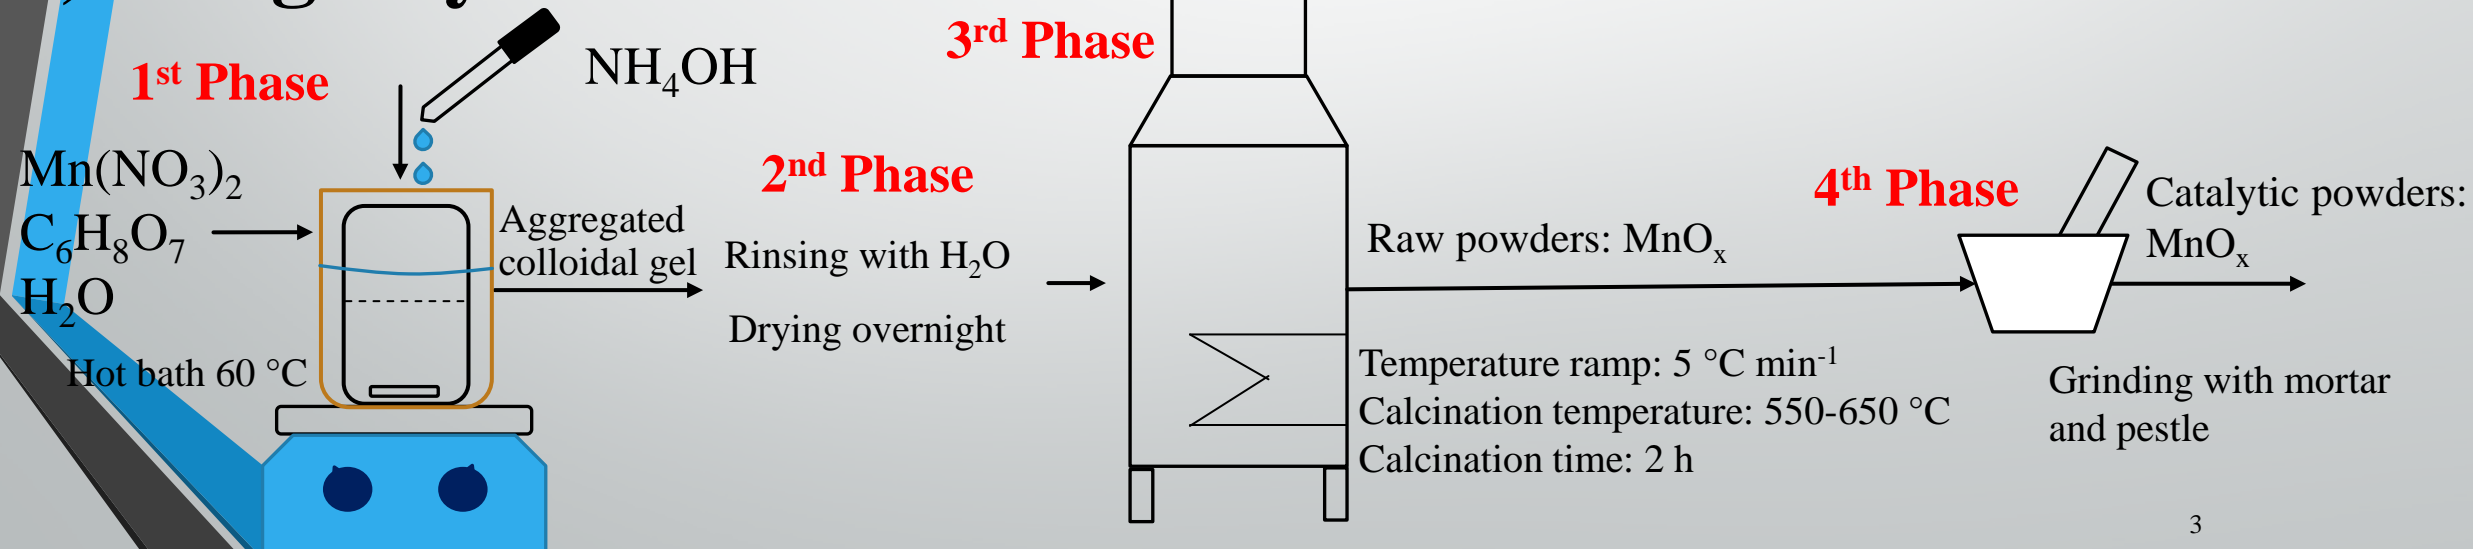 1st Phase
NH4OH
Mn(NO3)2
C6H8O7
H2O
Hot bath 60 °C
Aggregated
colloidal gel
2nd Phase
Rinsing with H2O
Drying overnight
3rd Phase
Raw powders: MnOx
Temperature ramp: 5 °C min-1
Calcination temperature: 550-650 °C
Calcination time: 2 h
4th Phase
Catalytic powders:
MnOx
Grinding with mortar
and pestle
3